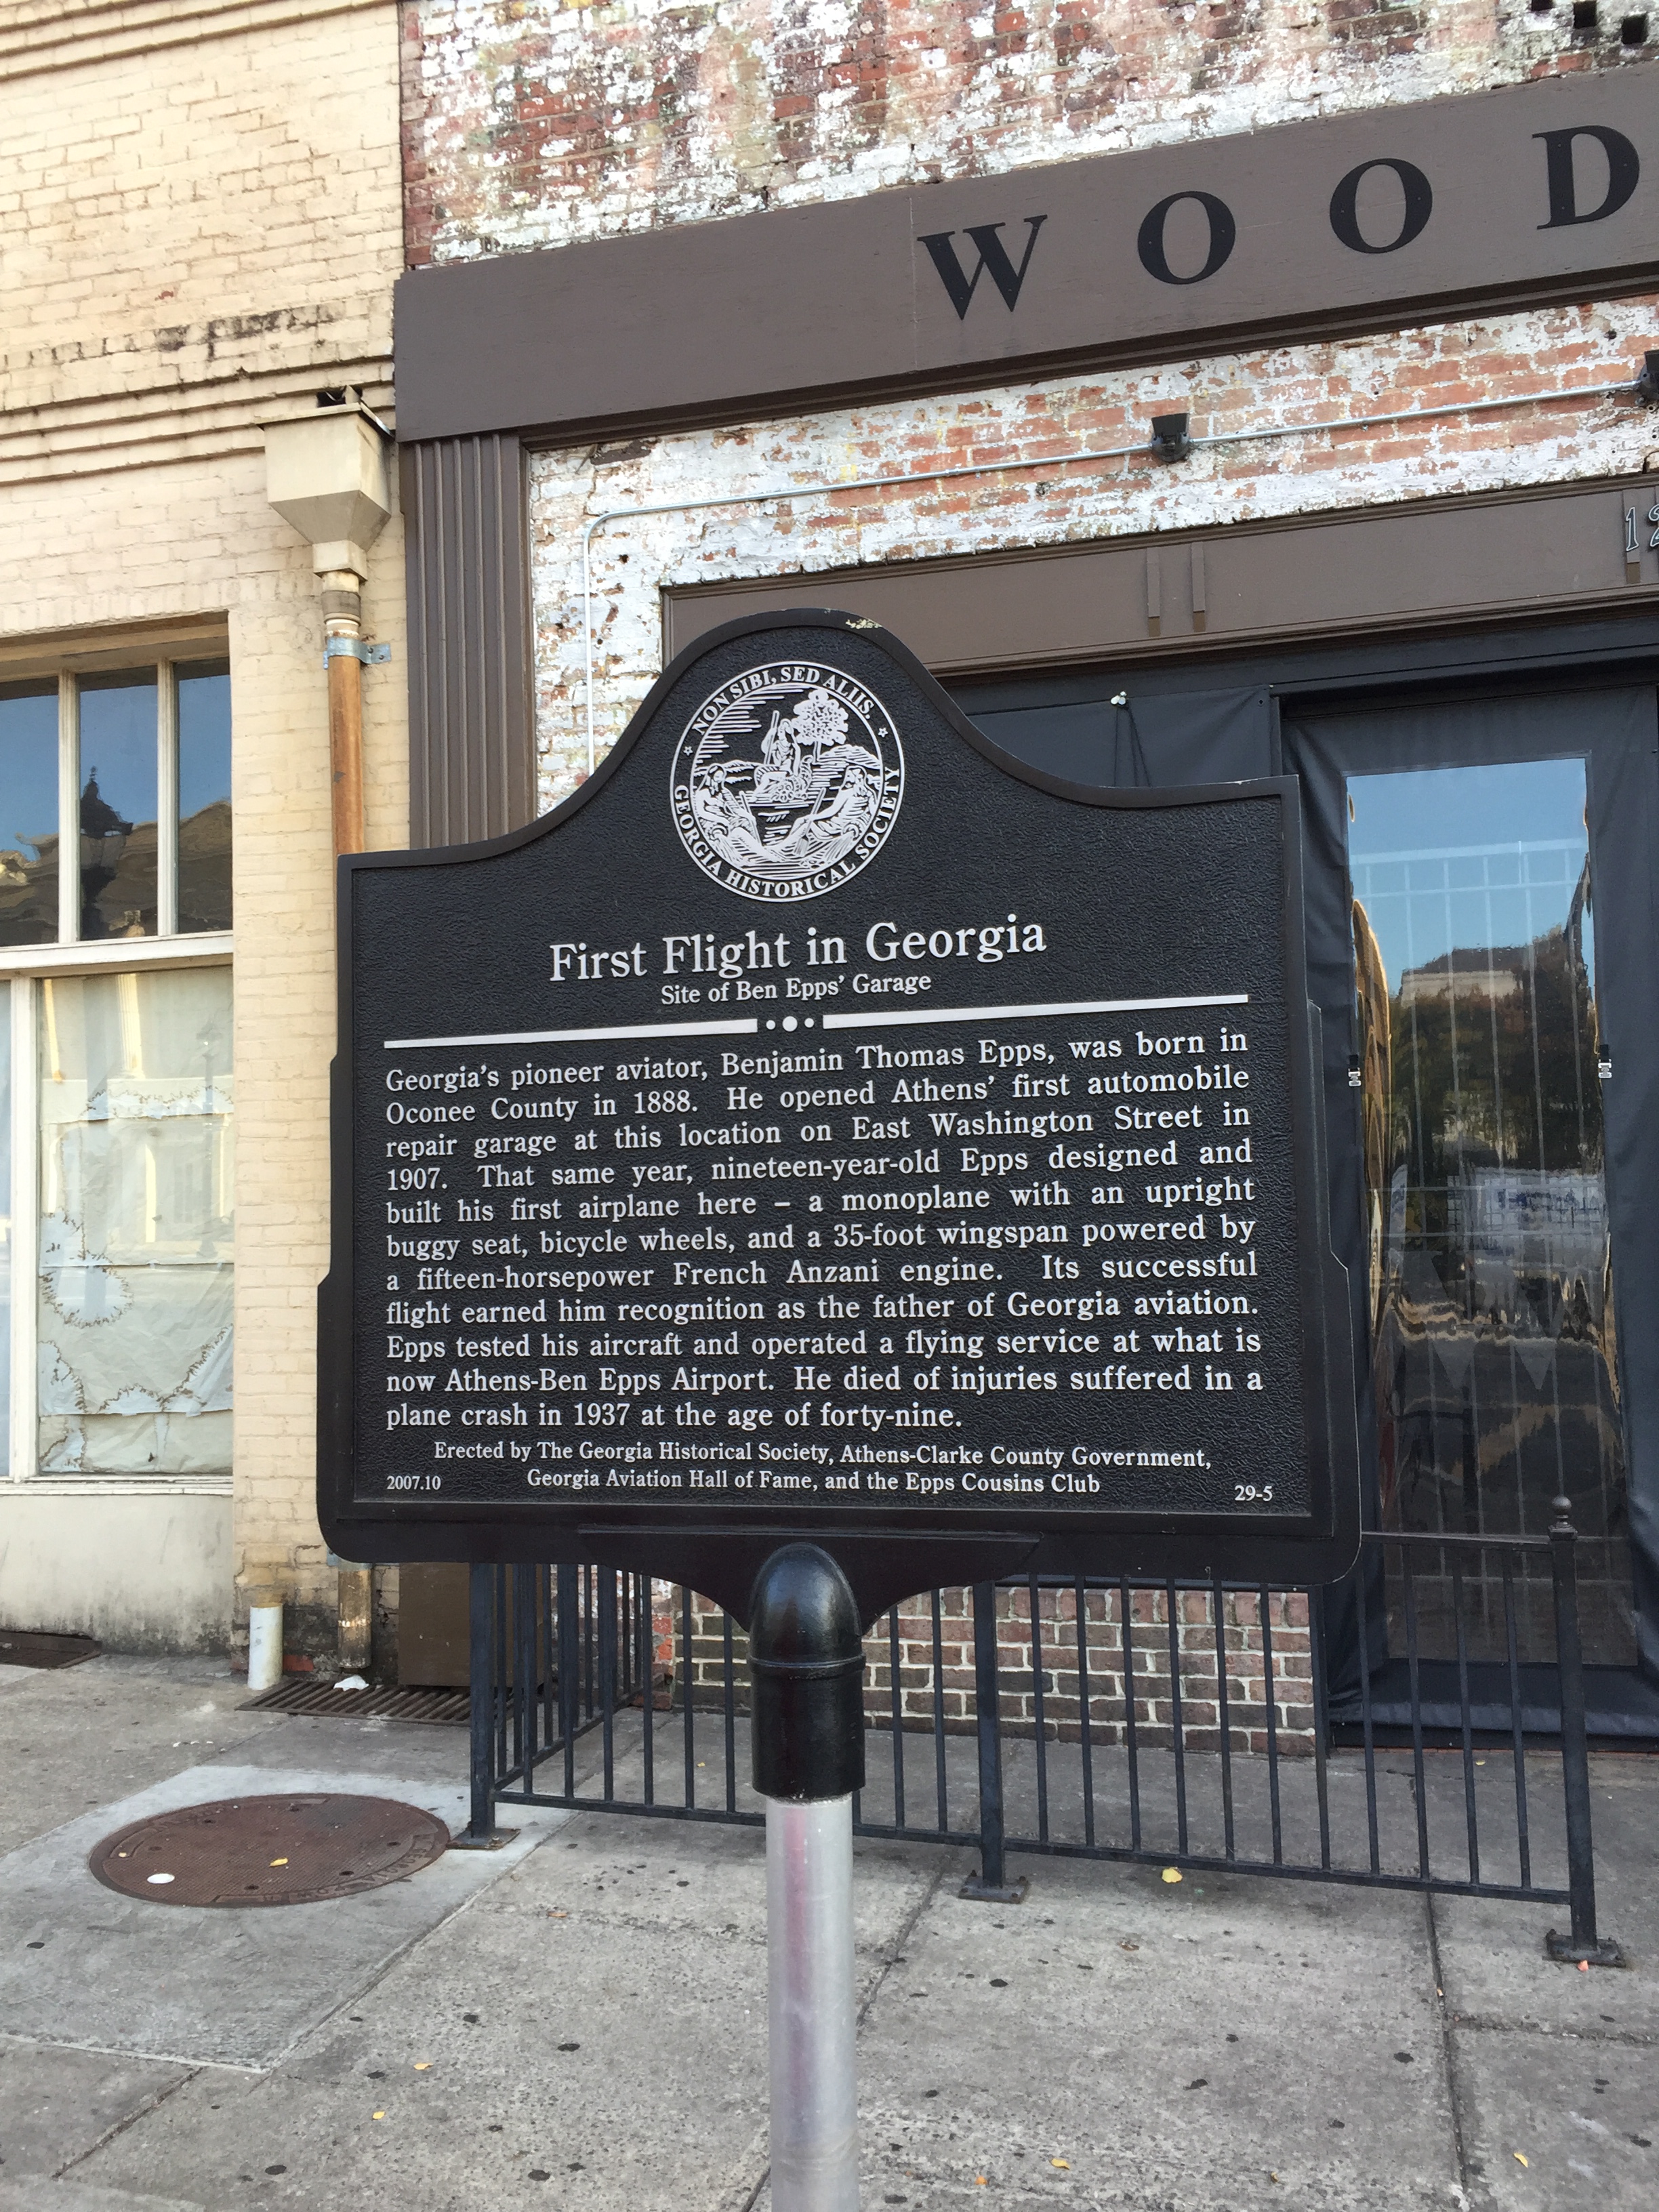 WOOD
12
NON SIBI, SED ALIIS.
GEORGIA HISTORICAL SOCIETY
First Flight in Georgia
Site of Ben Epps' Garage
Georgia's pioneer aviator, Benjamin Thomas Epps, was born in
Oconee County in 1888. He opened Athens' first automobile
repair garage at this location on East Washington Street in
1907. That same year, nineteen-year-old Epps designed and
built his first airplane here – a monoplane with an upright
buggy seat, bicycle wheels, and a 35-foot wingspan powered by
a fifteen-horsepower French Anzani engine. Its successful
flight earned him recognition as the father of Georgia aviation.
Epps tested his aircraft and operated a flying service at what is
now Athens-Ben Epps Airport. He died of injuries suffered in a
plane crash in 1937 at the age of forty-nine.
Erected by The Georgia Historical Society, Athens-Clarke County Government,
Georgia Aviation Hall of Fame, and the Epps Cousins Club
2007.10
29-5